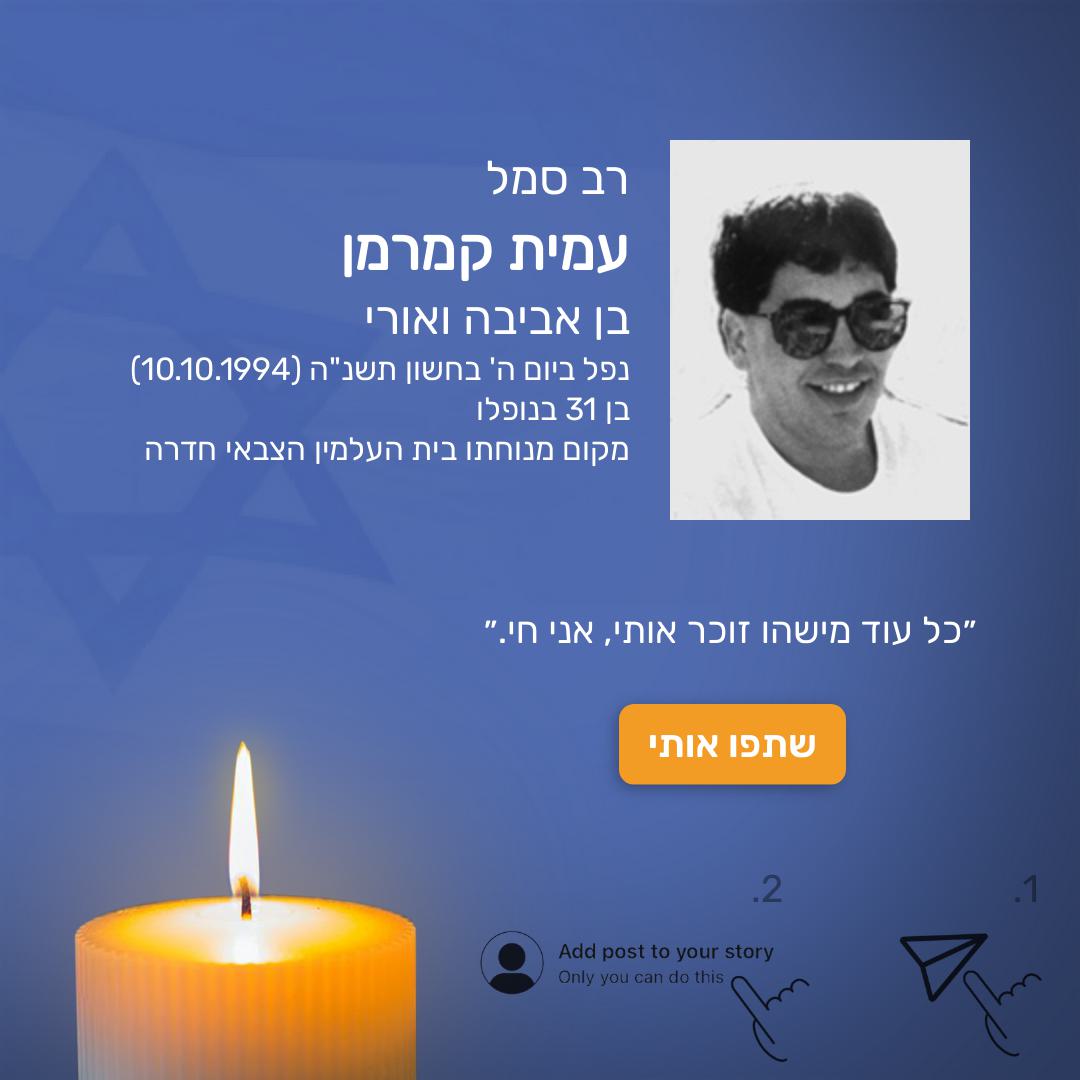 רב סמל
עמית קמרמן
בן אביבה ואורי
נפל ביום ה' בחשון תשנ"ה (10.10.1994)
בן 31 בנופלו
מקום מנוחתו בית העלמין הצבאי חדרה
״כל עוד מישהו זוכר אותי, אני חי.״
שתפו אותי
1.
2.
Add post to your story
Only you can do this